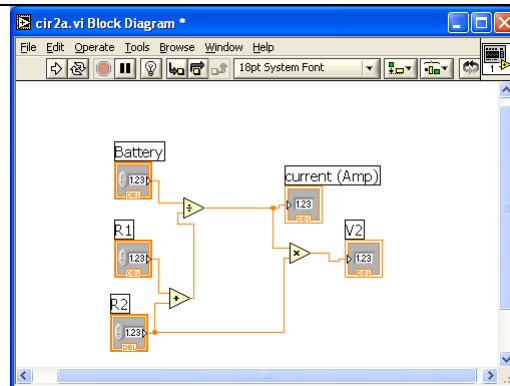 cir2a.vi Block Diagram *
File Edit Operate Tools Browse Window Help
18pt System Font
1
Battery
1.23
DBL
current (Amp)
1.23
DBL
R1
1.23
DBL
V2
1.23
DBL
R2
1.23
DBL